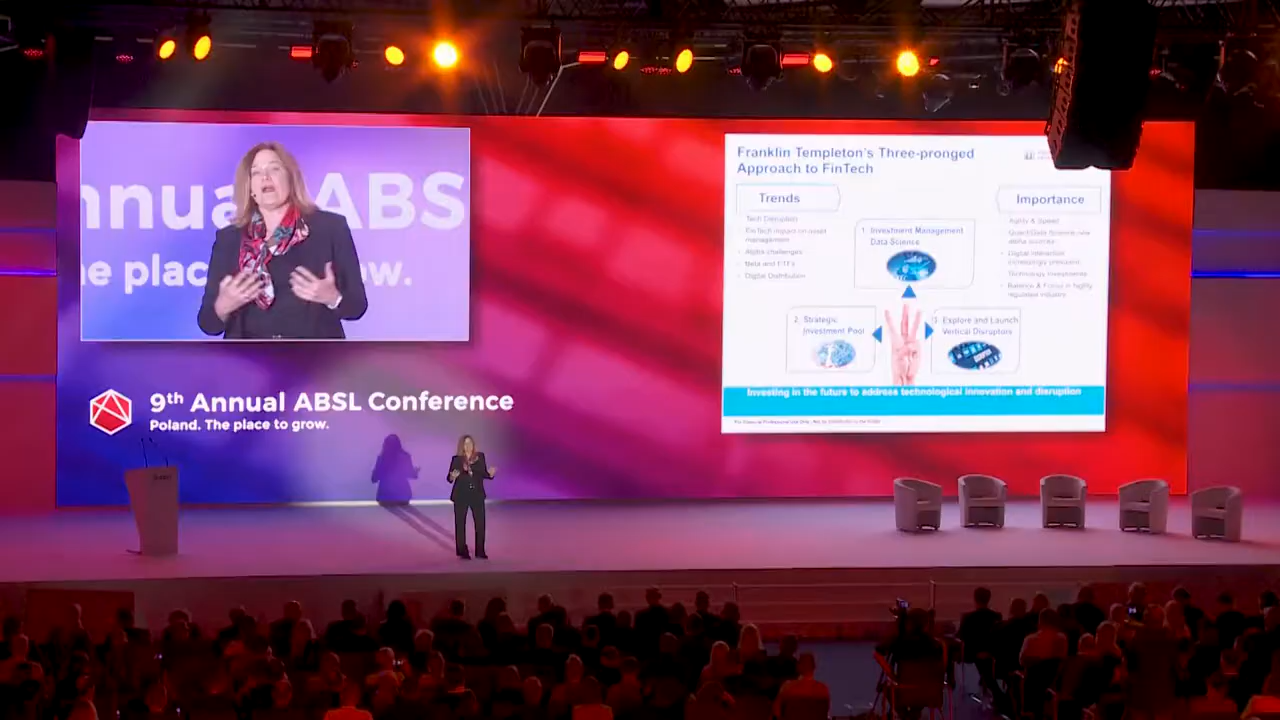 nnua ABS
e plac grow.
9th Annual ABSL Conference
Poland. The place to grow.
Franklin Templeton's Three-pronged
Approach to FinTech
Trends
Tech Disruption
FinTech impact on asset
management
Alpha challenges
Beta and ETFs
Digital Distribution
1. Investment Management
Data Science
2. Strategic
Investment Pool
3. Explore and Launch
Vertical Disruptors
Importance
Agility & Speed
Quant/Data Science new
alpha sources
Digital interaction
increasingly prevalent
Technology Investments
Balance & Focus in highly
regulated industry
Investing in the future to address technological innovation and disruption